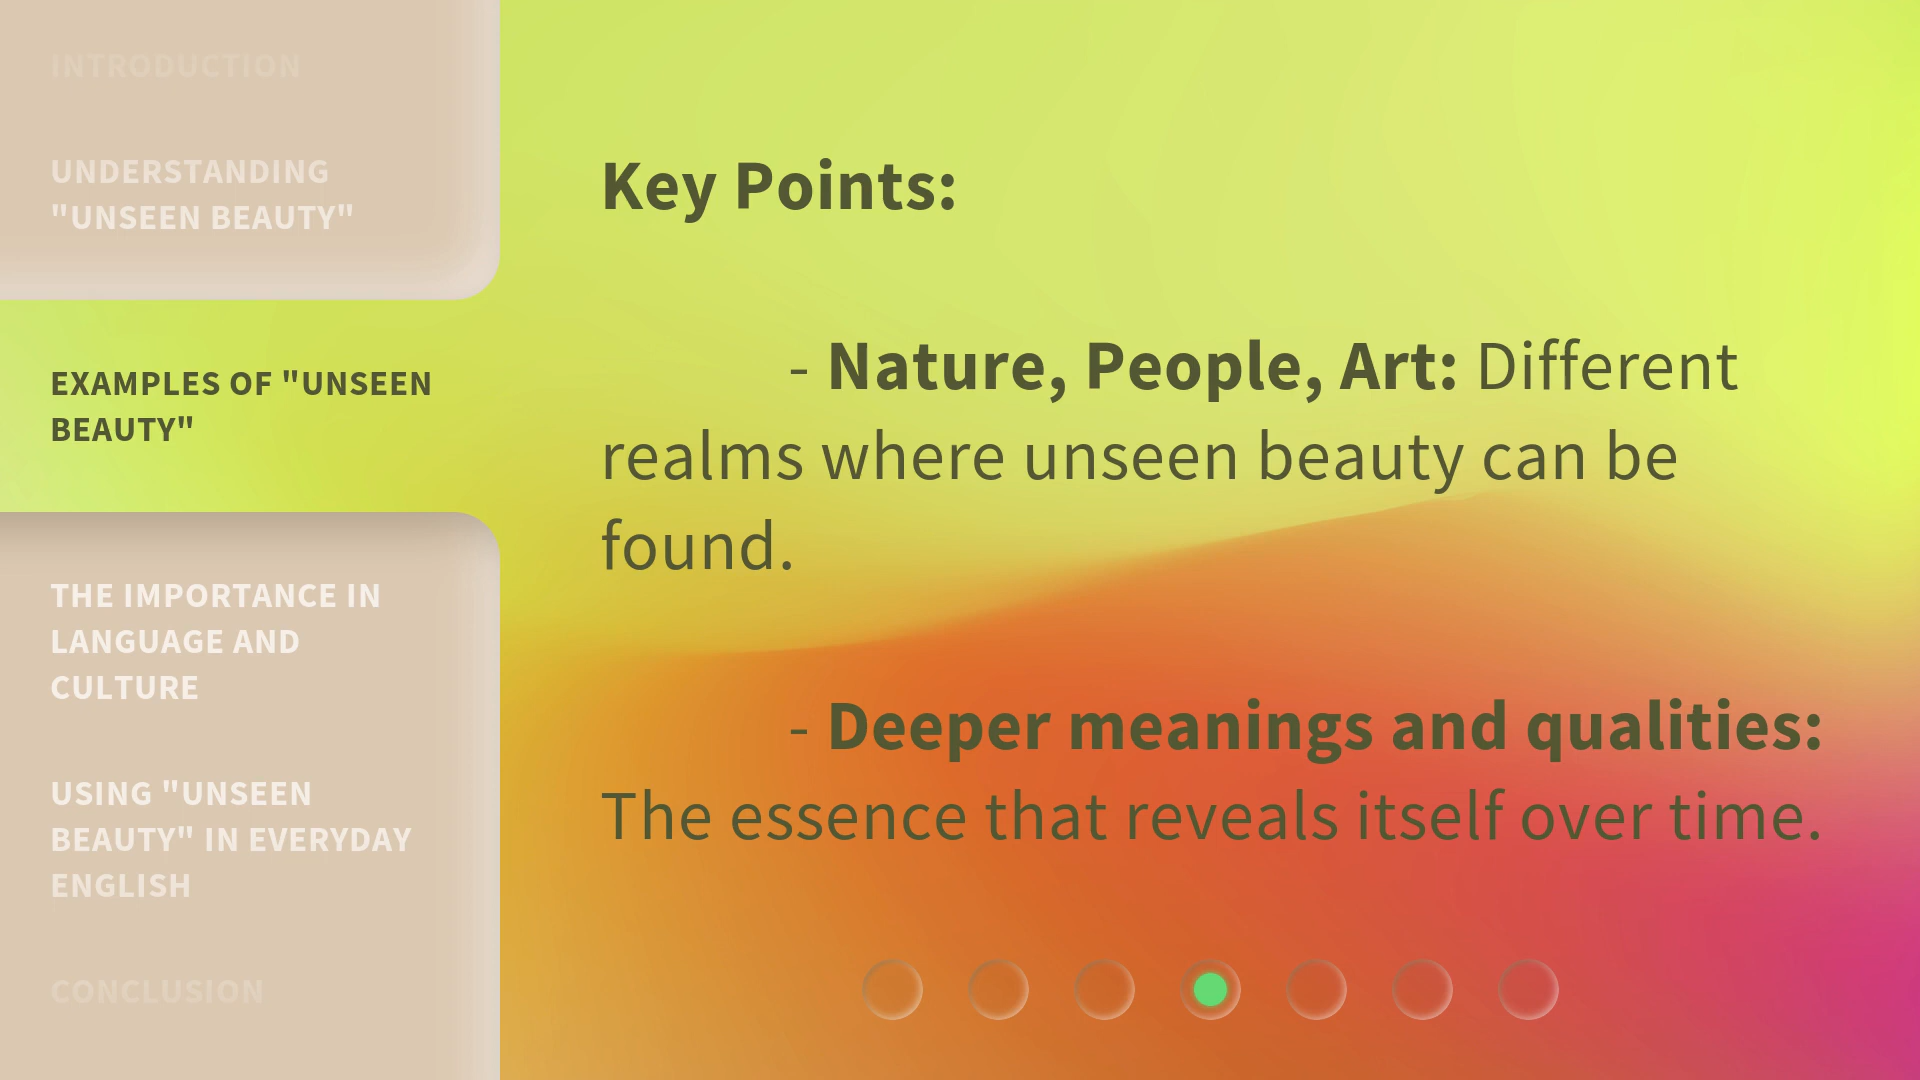 INTRODUCTION
UNDERSTANDING
"UNSEEN BEAUTY"
EXAMPLES OF "UNSEEN
BEAUTY"
THE IMPORTANCE IN
LANGUAGE AND
CULTURE
USING "UNSEEN
BEAUTY" IN EVERYDAY
ENGLISH
CONCLUSION
Key Points:
- Nature, People, Art: Different
realms where unseen beauty can be
found.
- Deeper meanings and qualities:
The essence that reveals itself over time.